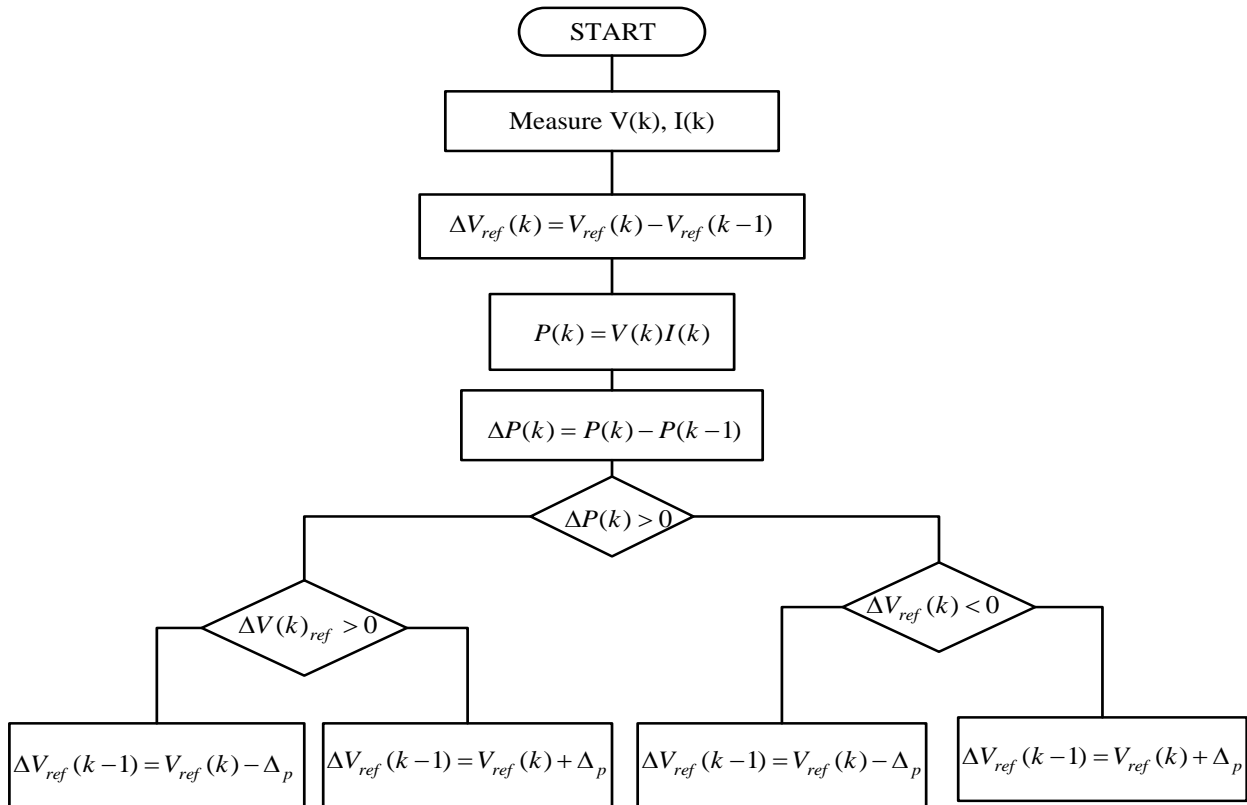 START
Measure V(k), I(k)
ΔV_ref(k) = V_ref(k) − V_ref(k−1)
P(k) = V(k)I(k)
ΔP(k) = P(k) − P(k−1)
ΔP(k) > 0
ΔV(k)_ref > 0
ΔV_ref(k) < 0
ΔV_ref(k−1) = V_ref(k) − Δ_p
ΔV_ref(k−1) = V_ref(k) + Δ_p
ΔV_ref(k−1) = V_ref(k) − Δ_p
ΔV_ref(k−1) = V_ref(k) + Δ_p